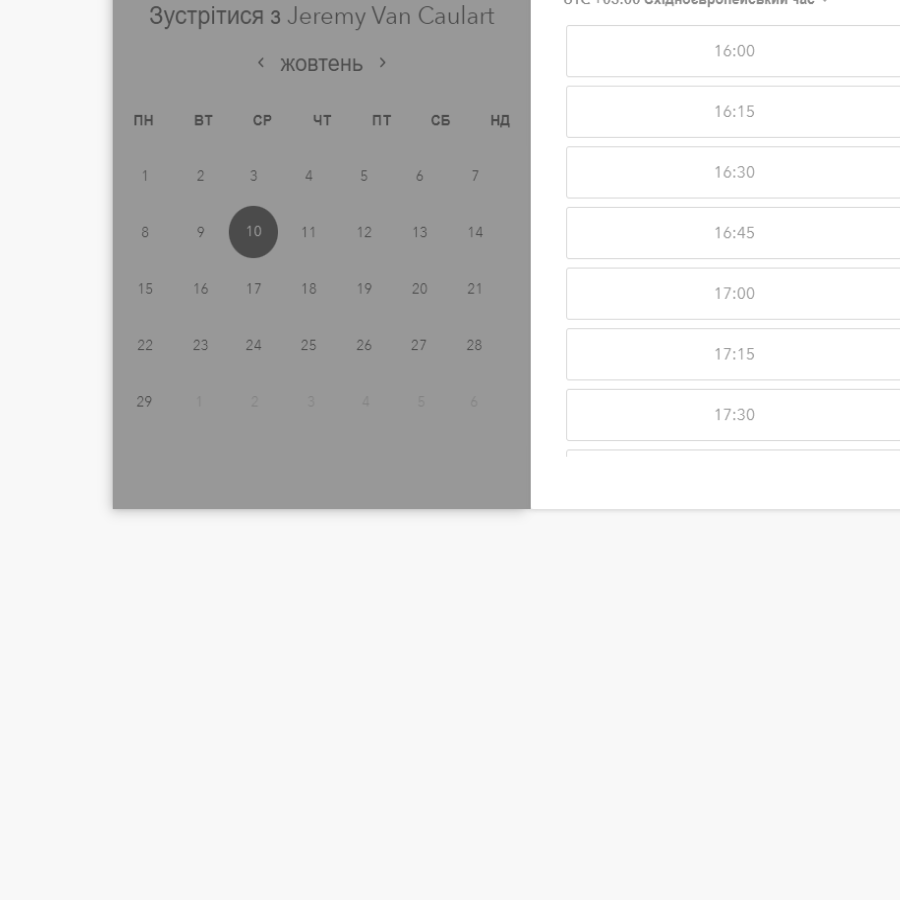 Зустрітися з Jeremy Van Caulart
‹ жовтень ›
ПН ВТ СР ЧТ ПТ СБ НД
1 2 3 4 5 6 7
8 9 10 11 12 13 14
15 16 17 18 19 20 21
22 23 24 25 26 27 28
29 1 2 3 4 5 6
UTC +03:00 Східноєвропейський час
16:00
16:15
16:30
16:45
17:00
17:15
17:30